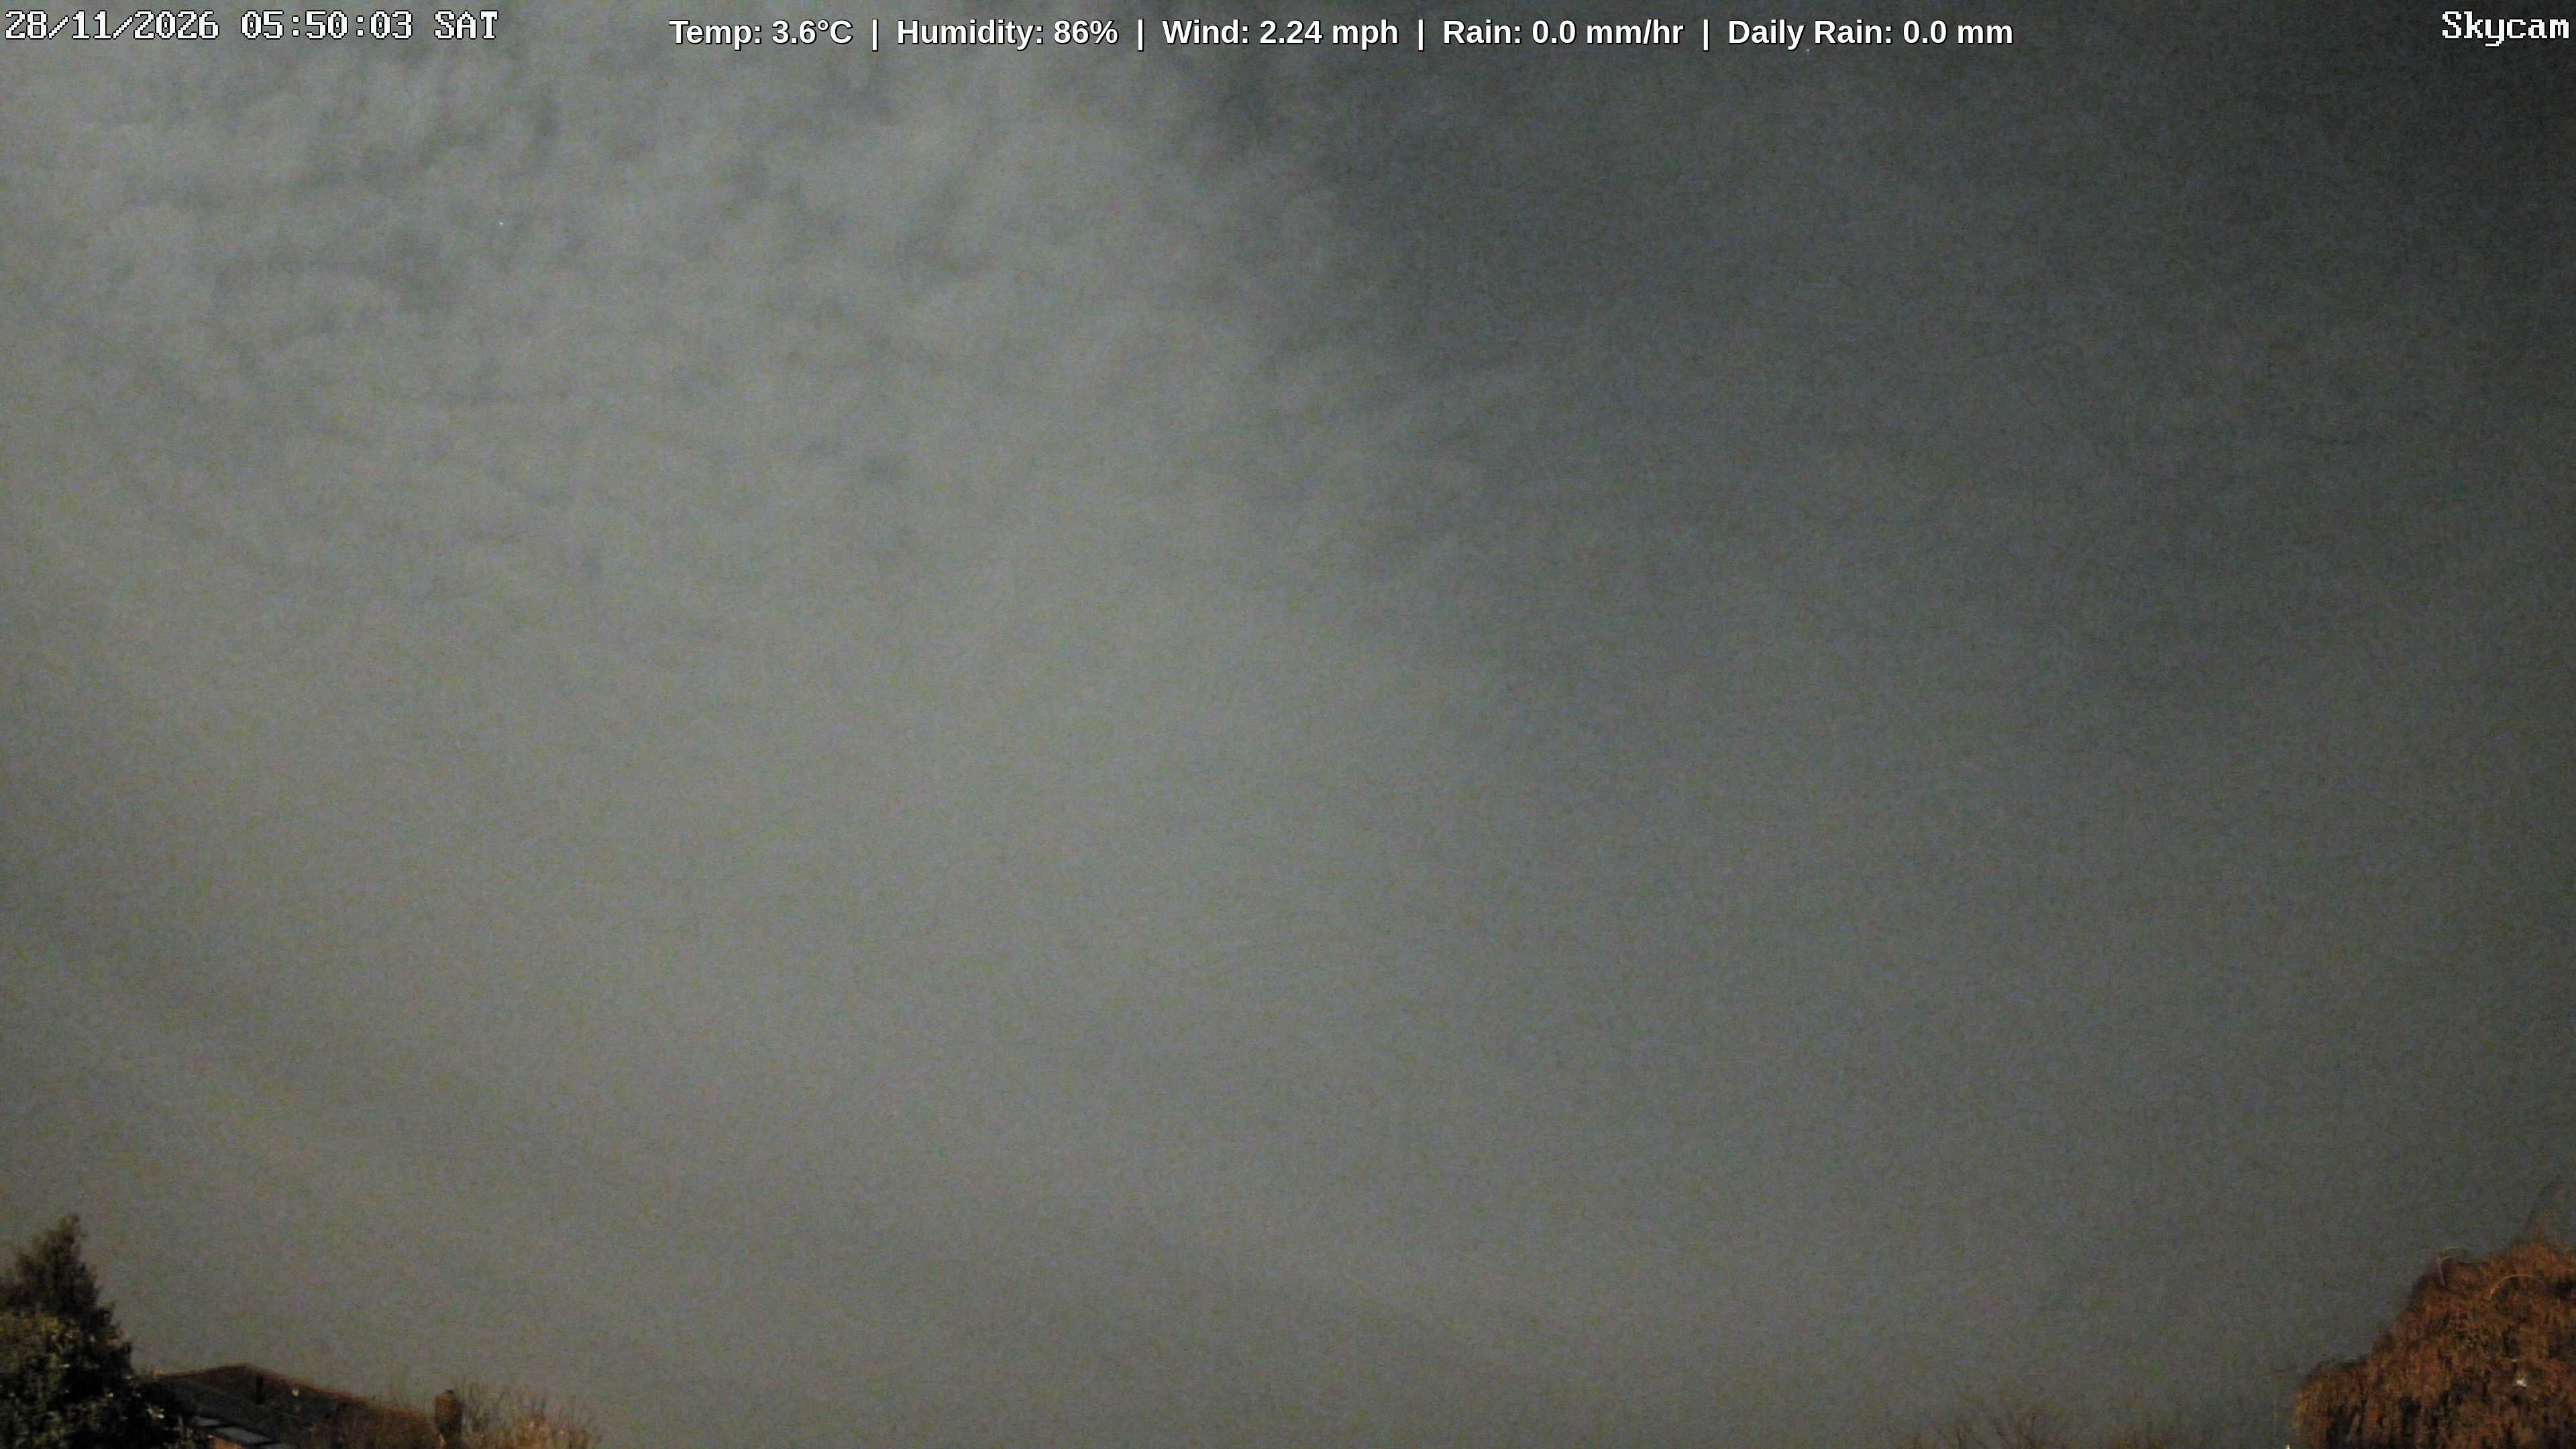 28/11/2026 05:50:03 SAT
Temp: 3.6°C | Humidity: 86% | Wind: 2.24 mph | Rain: 0.0 mm/hr | Daily Rain: 0.0 mm
Skycam